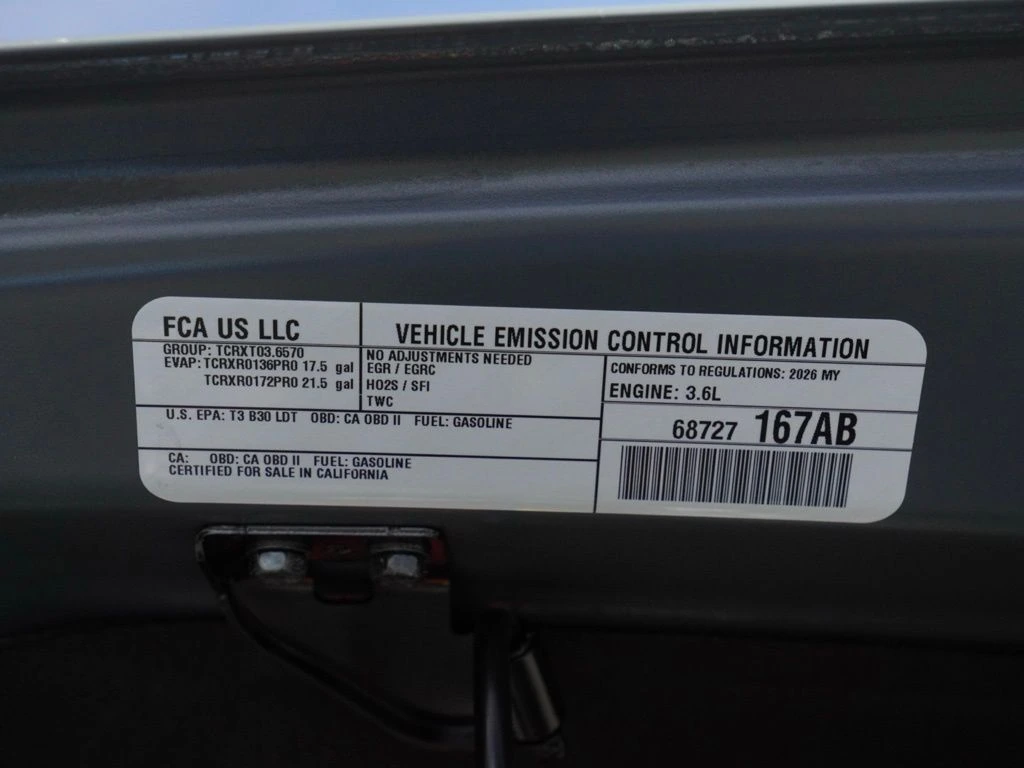 FCA US LLC
VEHICLE EMISSION CONTROL INFORMATION
GROUP: TCRXT03.6570
EVAP: TCRXR0136PR0 17.5 gal
TCRXR0172PR0 21.5 gal
NO ADJUSTMENTS NEEDED
EGR / EGRC
HO2S / SFI
TWC
CONFORMS TO REGULATIONS: 2026 MY
ENGINE: 3.6L
U.S. EPA: T3 B30 LDT OBD: CA OBD II FUEL: GASOLINE
68727 167AB
CA: OBD: CA OBD II FUEL: GASOLINE
CERTIFIED FOR SALE IN CALIFORNIA